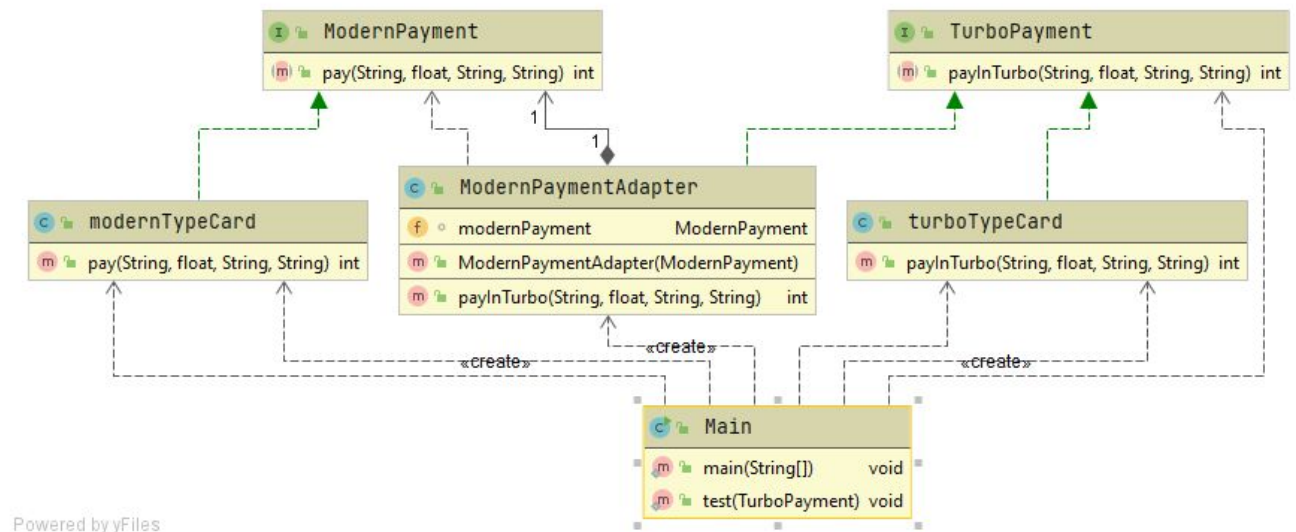 ModernPayment
pay(String, float, String, String) int
TurboPayment
payInTurbo(String, float, String, String) int
1
1
modernTypeCard
pay(String, float, String, String) int
ModernPaymentAdapter
modernPayment ModernPayment
ModernPaymentAdapter(ModernPayment)
payInTurbo(String, float, String, String) int
turboTypeCard
payInTurbo(String, float, String, String) int
«create»
«create»
«create»
Main
main(String[]) void
test(TurboPayment) void
Powered by yFiles